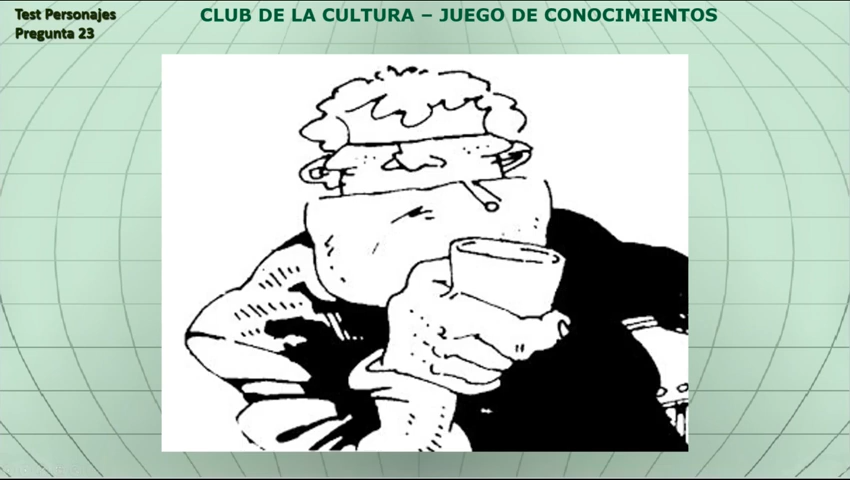 Test Personajes
Pregunta 23
CLUB DE LA CULTURA – JUEGO DE CONOCIMIENTOS